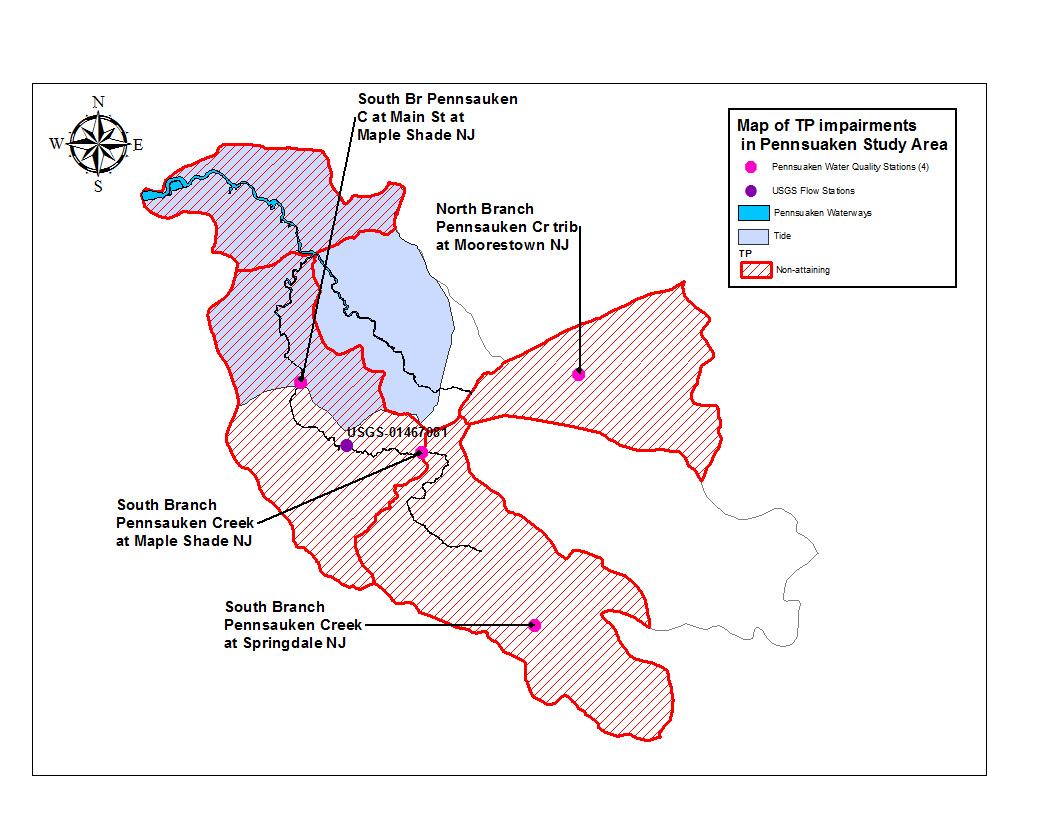 N
W
E
S
South Br Pennsauken
C at Main St at
Maple Shade NJ
Map of TP impairments
in Pennsuaken Study Area
Pennsuaken Water Quality Stations (4)
USGS Flow Stations
Pennsuaken Waterways
Tide
TP
Non-attaining
North Branch
Pennsauken Cr trib
at Moorestown NJ
USGS-01467081
South Branch
Pennsauken Creek
at Maple Shade NJ
South Branch
Pennsauken Creek
at Springdale NJ